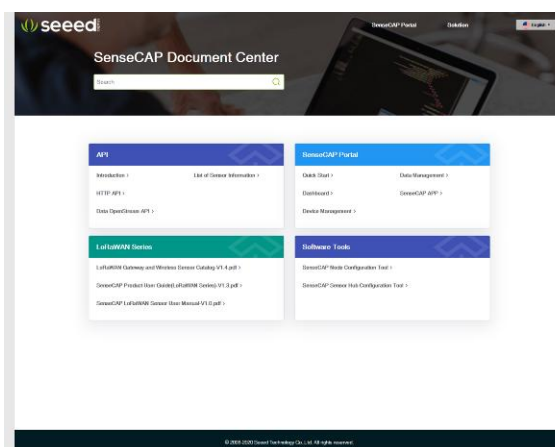 seeed
SenseCAP Portal
Solution
English
SenseCAP Document Center
Search
API
Introduction >
List of Sensor Information >
HTTP API >
Data OpenStream API >
SenseCAP Portal
Quick Start >
Data Management >
Dashboard >
SenseCAP APP >
Device Management >
LoRaWAN Series
LoRaWAN Gateway and Wireless Sensor Catalog-V1.4.pdf >
SenseCAP Product User Guide(LoRaWAN Series)-V1.3.pdf >
SenseCAP LoRaWAN Sensor User Manual-V1.0.pdf >
Software Tools
SenseCAP Node Configuration Tool >
SenseCAP Sensor Hub Configuration Tool >
© 2008-2020 Seeed Technology Co., Ltd. All rights reserved.